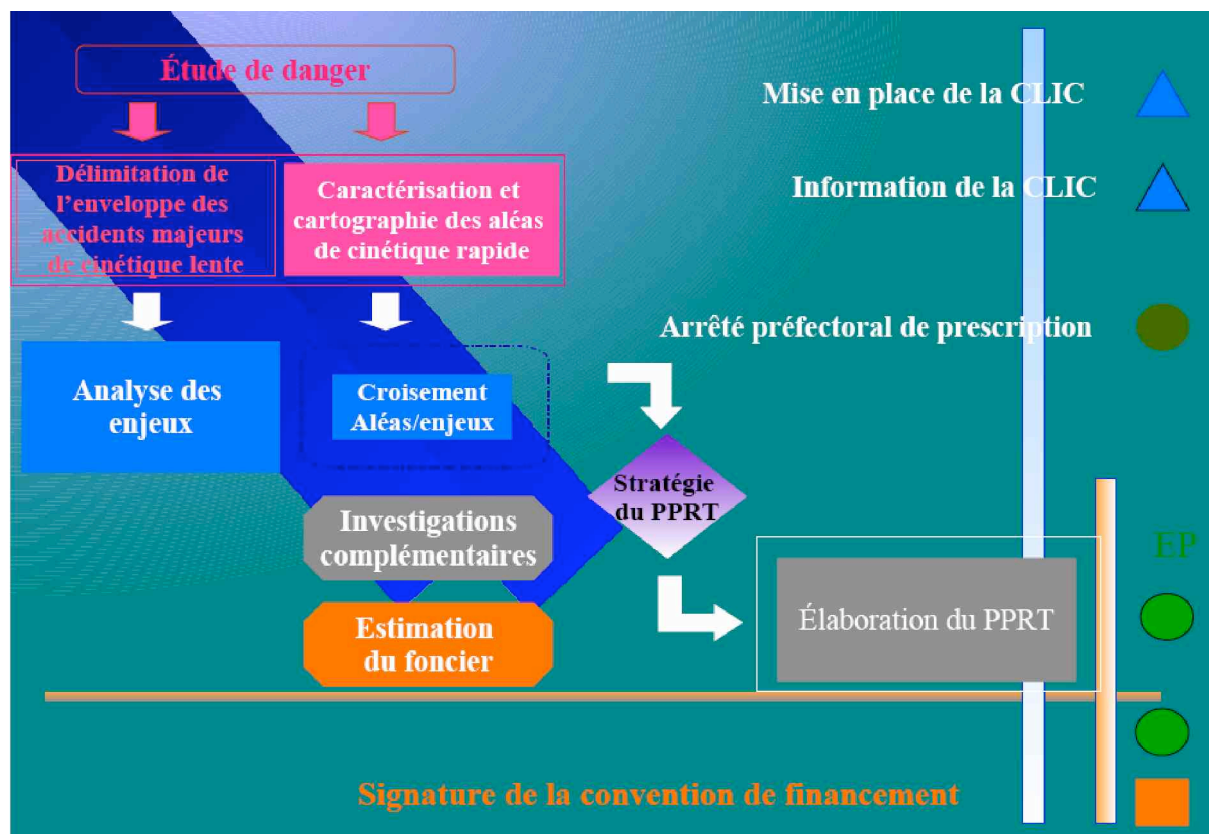 Étude de danger
Délimitation de
l'enveloppe des
accidents majeurs
de cinétique lente
Caractérisation et
cartographie des aléas
de cinétique rapide
Analyse des
enjeux
Croisement
Aléas/enjeux
Investigations
complémentaires
Estimation
du foncier
Stratégie
du PPRT
Élaboration du PPRT
Mise en place de la CLIC
Information de la CLIC
Arrêté préfectoral de prescription
EP
Signature de la convention de financement